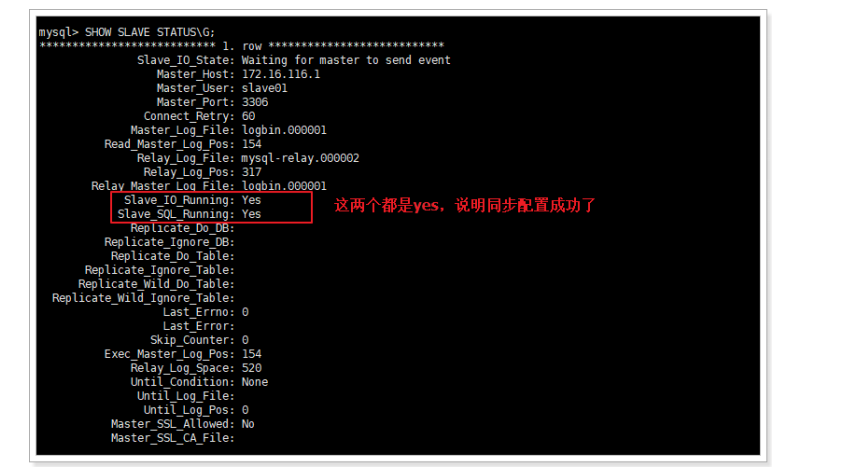 mysql> SHOW SLAVE STATUS\G;
*************************** 1. row ***************************
Slave_IO_State: Waiting for master to send event
Master_Host: 172.16.116.1
Master_User: slave01
Master_Port: 3306
Connect_Retry: 60
Master_Log_File: logbin.000001
Read_Master_Log_Pos: 154
Relay_Log_File: mysql-relay.000002
Relay_Log_Pos: 317
Relay_Master_Log_File: logbin.000001
Slave_IO_Running: Yes
这两个都是yes，说明同步配置成功了
Slave_SQL_Running: Yes
Replicate_Do_DB:
Replicate_Ignore_DB:
Replicate_Do_Table:
Replicate_Ignore_Table:
Replicate_Wild_Do_Table:
Replicate_Wild_Ignore_Table:
Last_Errno: 0
Last_Error:
Skip_Counter: 0
Exec_Master_Log_Pos: 154
Relay_Log_Space: 520
Until_Condition: None
Until_Log_File:
Until_Log_Pos: 0
Master_SSL_Allowed: No
Master_SSL_CA_File: